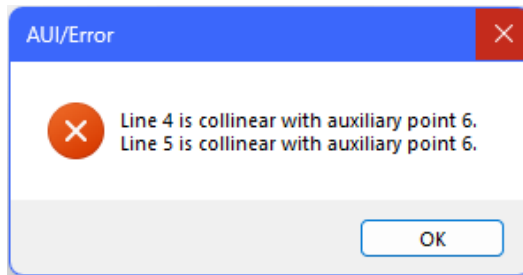 AUI/Error
Line 4 is collinear with auxiliary point 6.
Line 5 is collinear with auxiliary point 6.
OK